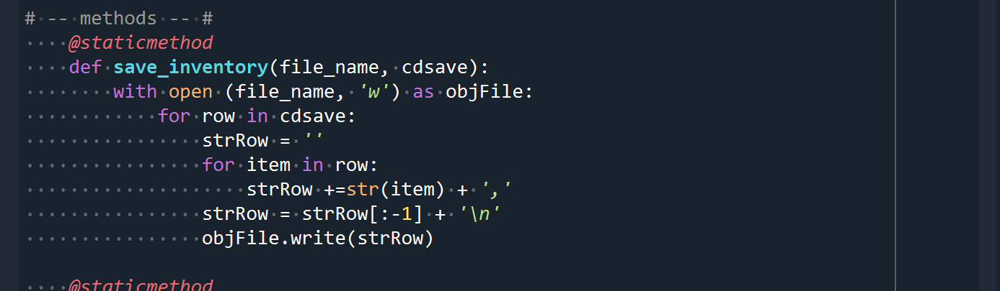 # -- methods -- #
    @staticmethod
    def save_inventory(file_name, cdsave):
        with open (file_name, 'w') as objFile:
            for row in cdsave:
                strRow = ''
                for item in row:
                    strRow +=str(item) + ','
                strRow = strRow[:-1] + '\n'
                objFile.write(strRow)

    @staticmethod